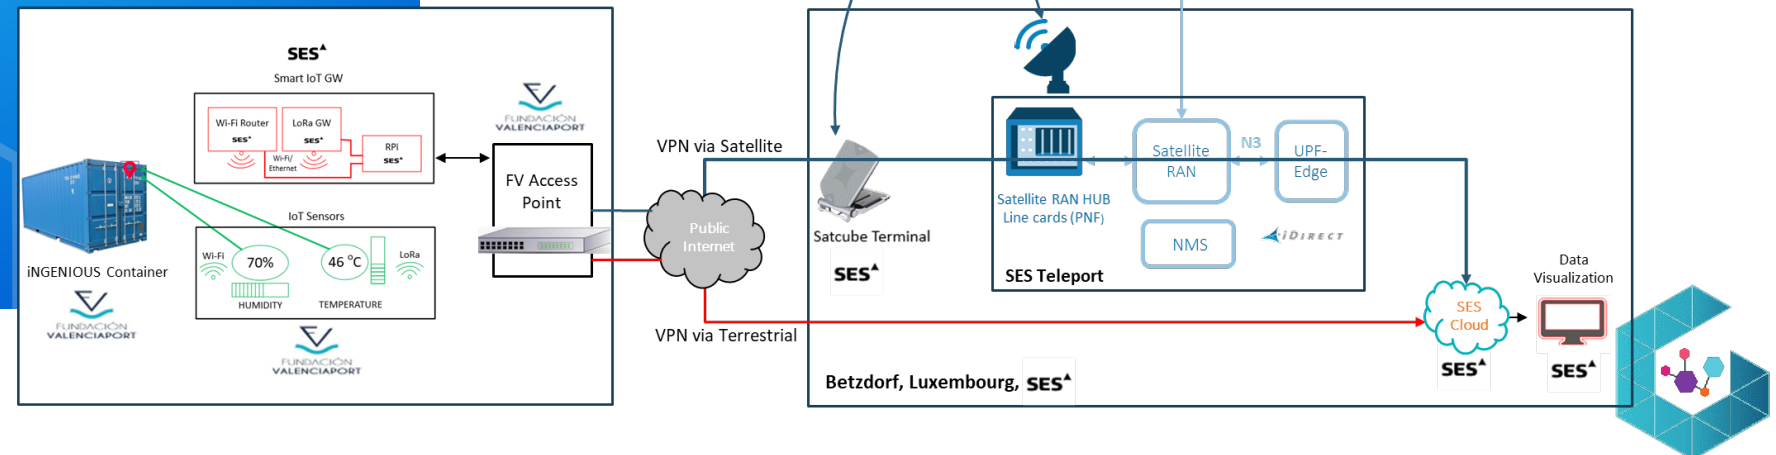 SES
Smart IoT GW
Wi-Fi Router
SES
LoRa GW
SES
RPI
SES
Wi-Fi/
Ethernet
IoT Sensors
Wi-Fi
70%
46 °C
LoRa
HUMIDITY
TEMPERATURE
iNGENIOUS Container
FUNDACIÓN
VALENCIAPORT
FUNDACIÓN
VALENCIAPORT
FUNDACIÓN
VALENCIAPORT
FV Access
Point
VPN via Satellite
Public
Internet
VPN via Terrestrial
Satcube Terminal
SES
Satellite RAN HUB
Line cards (PNF)
Satellite
RAN
N3
UPF-
Edge
NMS
iDIRECT
SES Teleport
SES
Cloud
SES
Data
Visualization
SES
Betzdorf, Luxembourg, SES